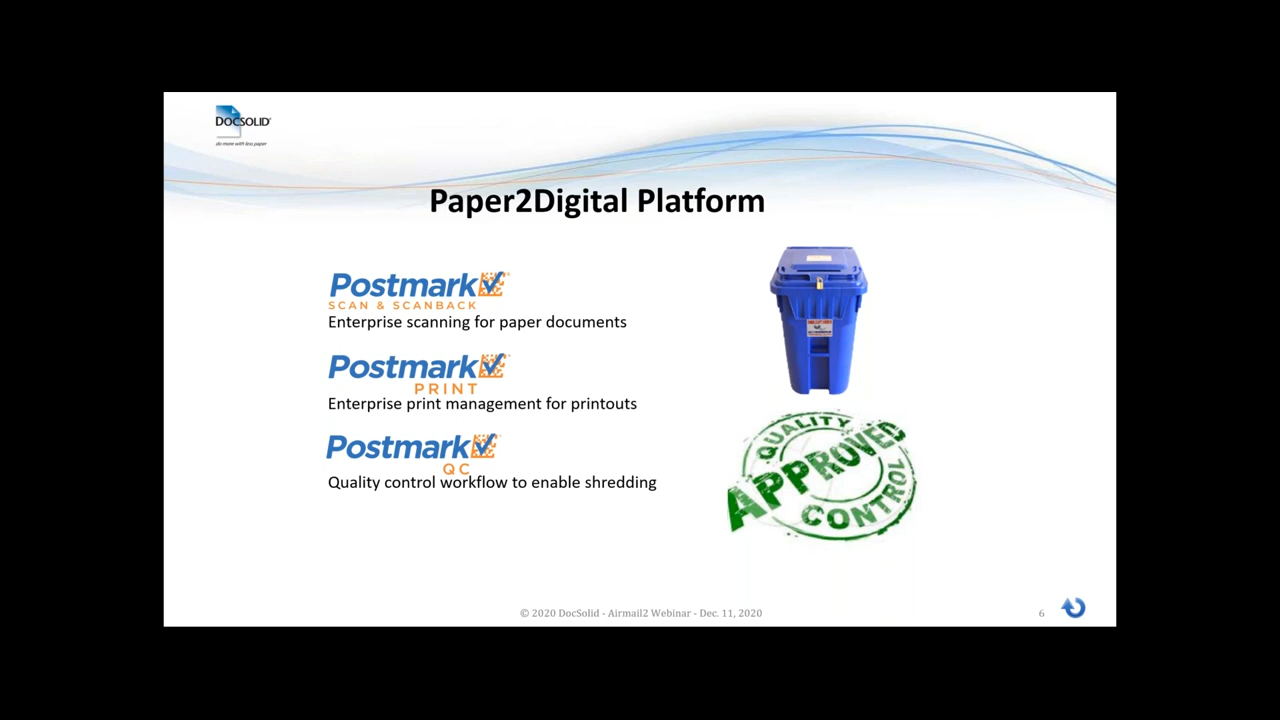 DOCSOLID
do more with less paper
Paper2Digital Platform
Postmark
SCAN & SCANBACK
Enterprise scanning for paper documents
Postmark
PRINT
Enterprise print management for printouts
Postmark
QC
Quality control workflow to enable shredding
QUALITY
APPROVED
CONTROL
© 2020 DocSolid - Airmail2 Webinar - Dec. 11, 2020
6